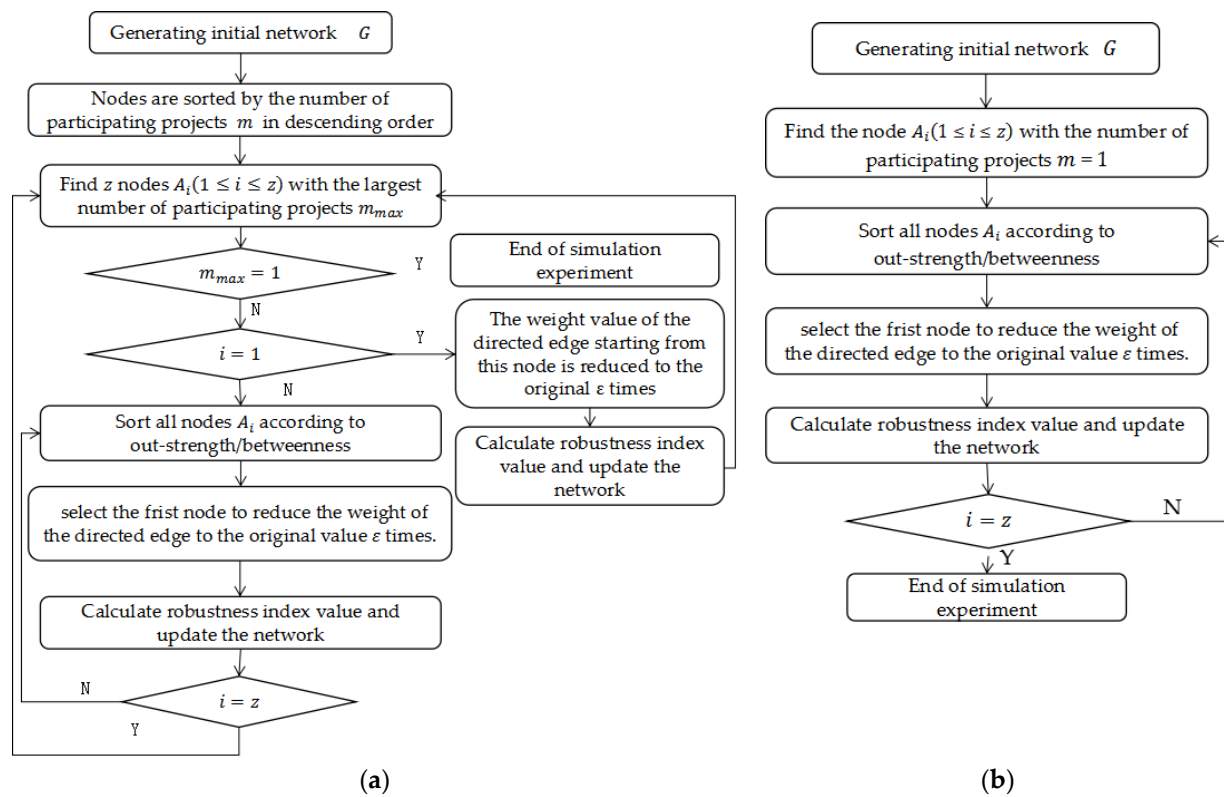 Generating initial network G
Nodes are sorted by the number of
participating projects m in descending order
Find z nodes A_i(1 ≤ i ≤ z) with the largest
number of participating projects m_max
m_max = 1
Y
End of simulation
experiment
N
i = 1
Y
The weight value of the
directed edge starting from
this node is reduced to the
original ε times
N
Sort all nodes A_i according to
out-strength/betweenness
Calculate robustness index
value and update the
network
select the frist node to reduce the weight of
the directed edge to the original value ε times.
Calculate robustness index value and
update the network
N
i = z
Y
(a)
Generating initial network G
Find the node A_i(1 ≤ i ≤ z) with the number of
participating projects m = 1
Sort all nodes A_i according to
out-strength/betweenness
select the frist node to reduce the weight of
the directed edge to the original value ε times.
Calculate robustness index value and update
the network
N
i = z
Y
End of simulation
experiment
(b)